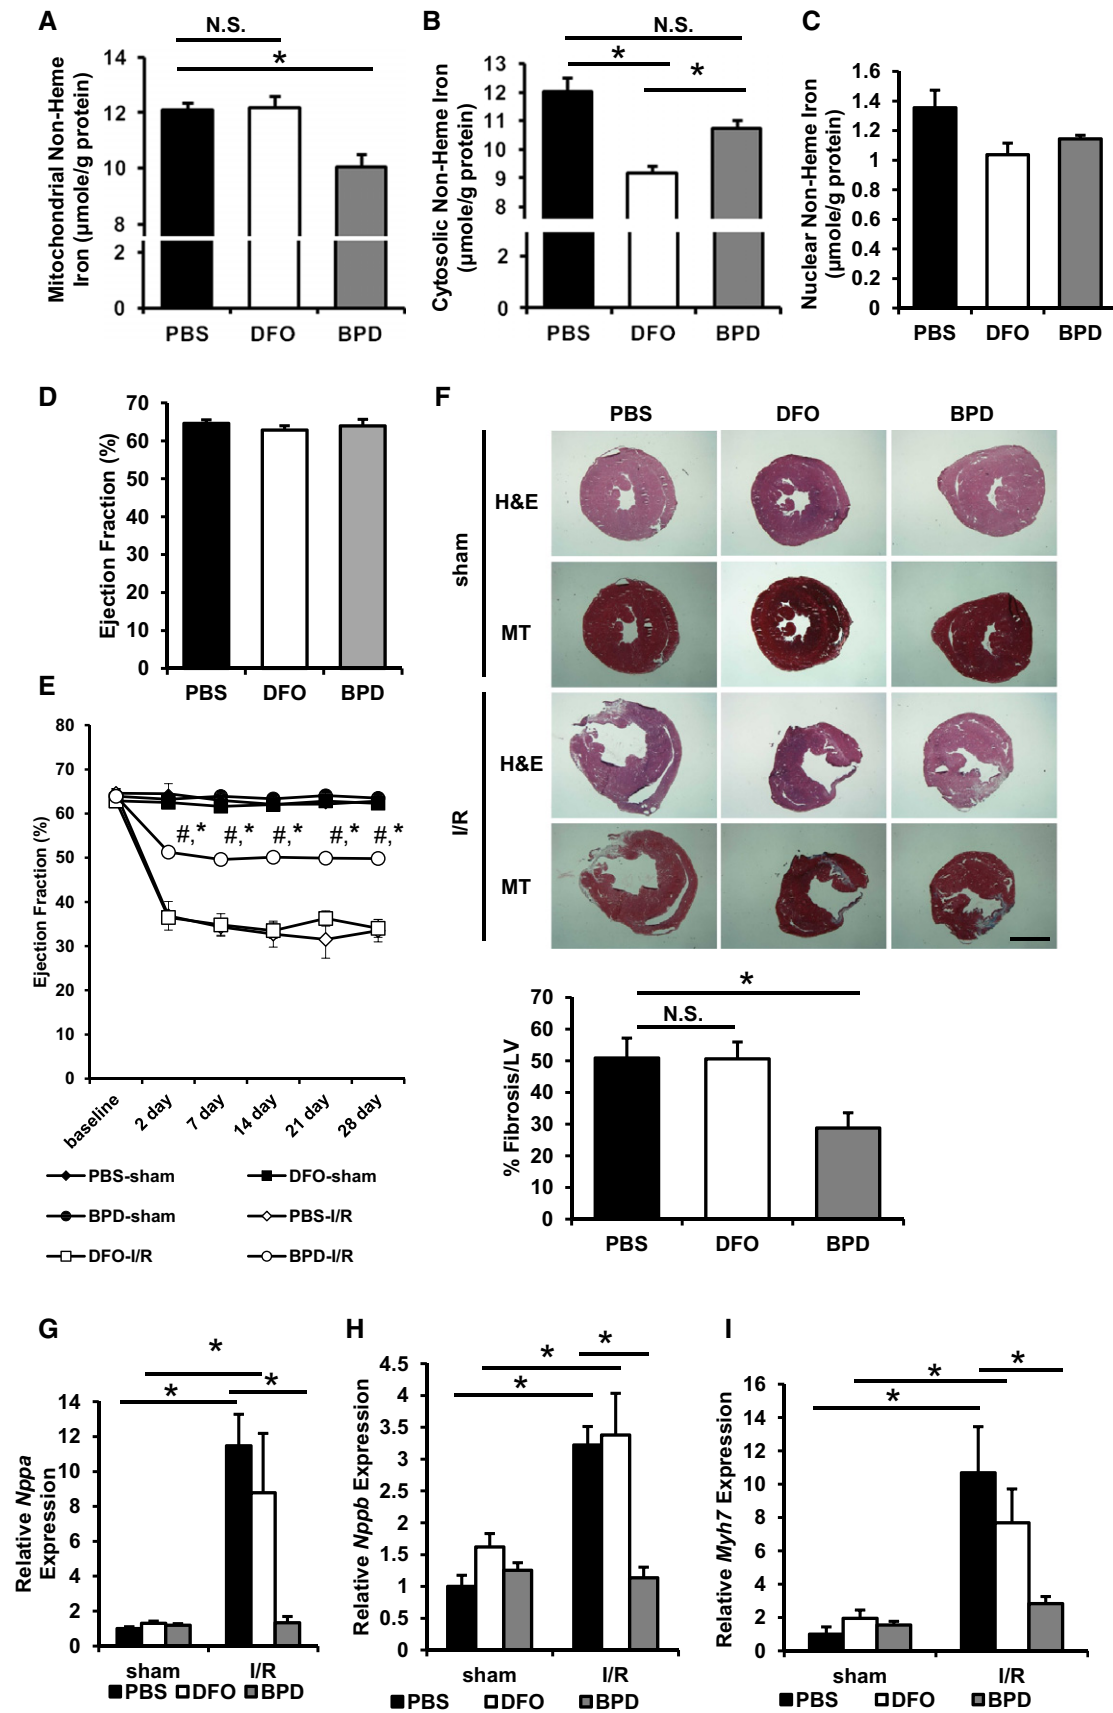 A
N.S.
*
Mitochondrial Non-Heme
Iron (µmole/g protein)
14
12
10
8
2
0
PBS DFO BPD
B
N.S.
*
*
Cytosolic Non-Heme Iron
(µmole/g protein)
13
12
11
10
9
8
2
0
PBS DFO BPD
C
Nuclear Non-Heme Iron
(µmole/g protein)
1.6
1.4
1.2
1
0.8
0.6
0.4
0.2
0
PBS DFO BPD
D
Ejection Fraction (%)
70
60
50
40
30
20
10
0
PBS DFO BPD
E
Ejection Fraction (%)
80
70
60
50
40
30
20
10
0
#,* #,* #,* #,* #,*
baseline 2 day 7 day 14 day 21 day 28 day
PBS-sham DFO-sham
BPD-sham PBS-I/R
DFO-I/R BPD-I/R
F
PBS DFO BPD
sham
H&E
MT
I/R
H&E
MT
*
N.S.
% Fibrosis/LV
70
60
50
40
30
20
10
0
PBS DFO BPD
G
*
*
*
Relative Nppa
Expression
14
12
10
8
6
4
2
0
sham I/R
PBS DFO BPD
H
*
*
*
Relative Nppb Expression
4.5
4
3.5
3
2.5
2
1.5
1
0.5
0
sham I/R
PBS DFO BPD
I
*
*
*
Relative Myh7 Expression
16
14
12
10
8
6
4
2
0
sham I/R
PBS DFO BPD